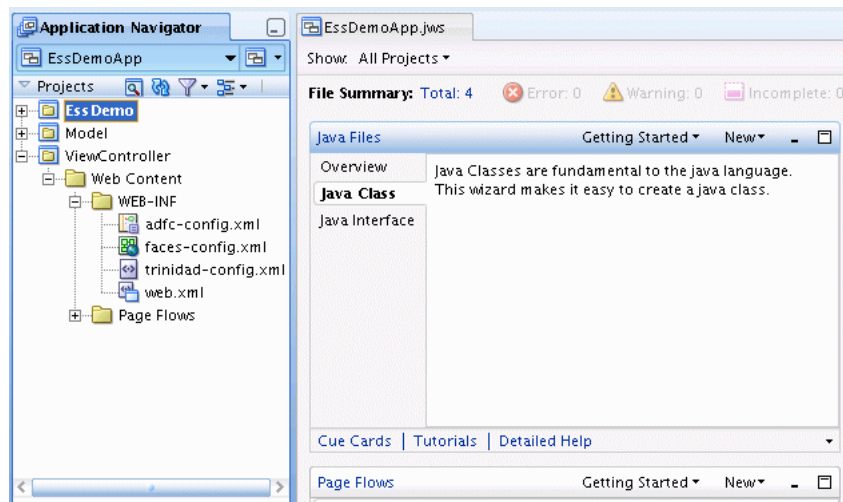 Application Navigator
EssDemoApp
Projects
EssDemo
Model
ViewController
Web Content
WEB-INF
adfc-config.xml
faces-config.xml
trinidad-config.xml
web.xml
Page Flows
EssDemoApp.jws
Show: All Projects
File Summary: Total: 4 Error: 0 Warning: 0 Incomplete: 0
Java Files Getting Started New
Overview
Java Class
Java Interface
Java Classes are fundamental to the java language.
This wizard makes it easy to create a java class.
Cue Cards | Tutorials | Detailed Help
Page Flows Getting Started New